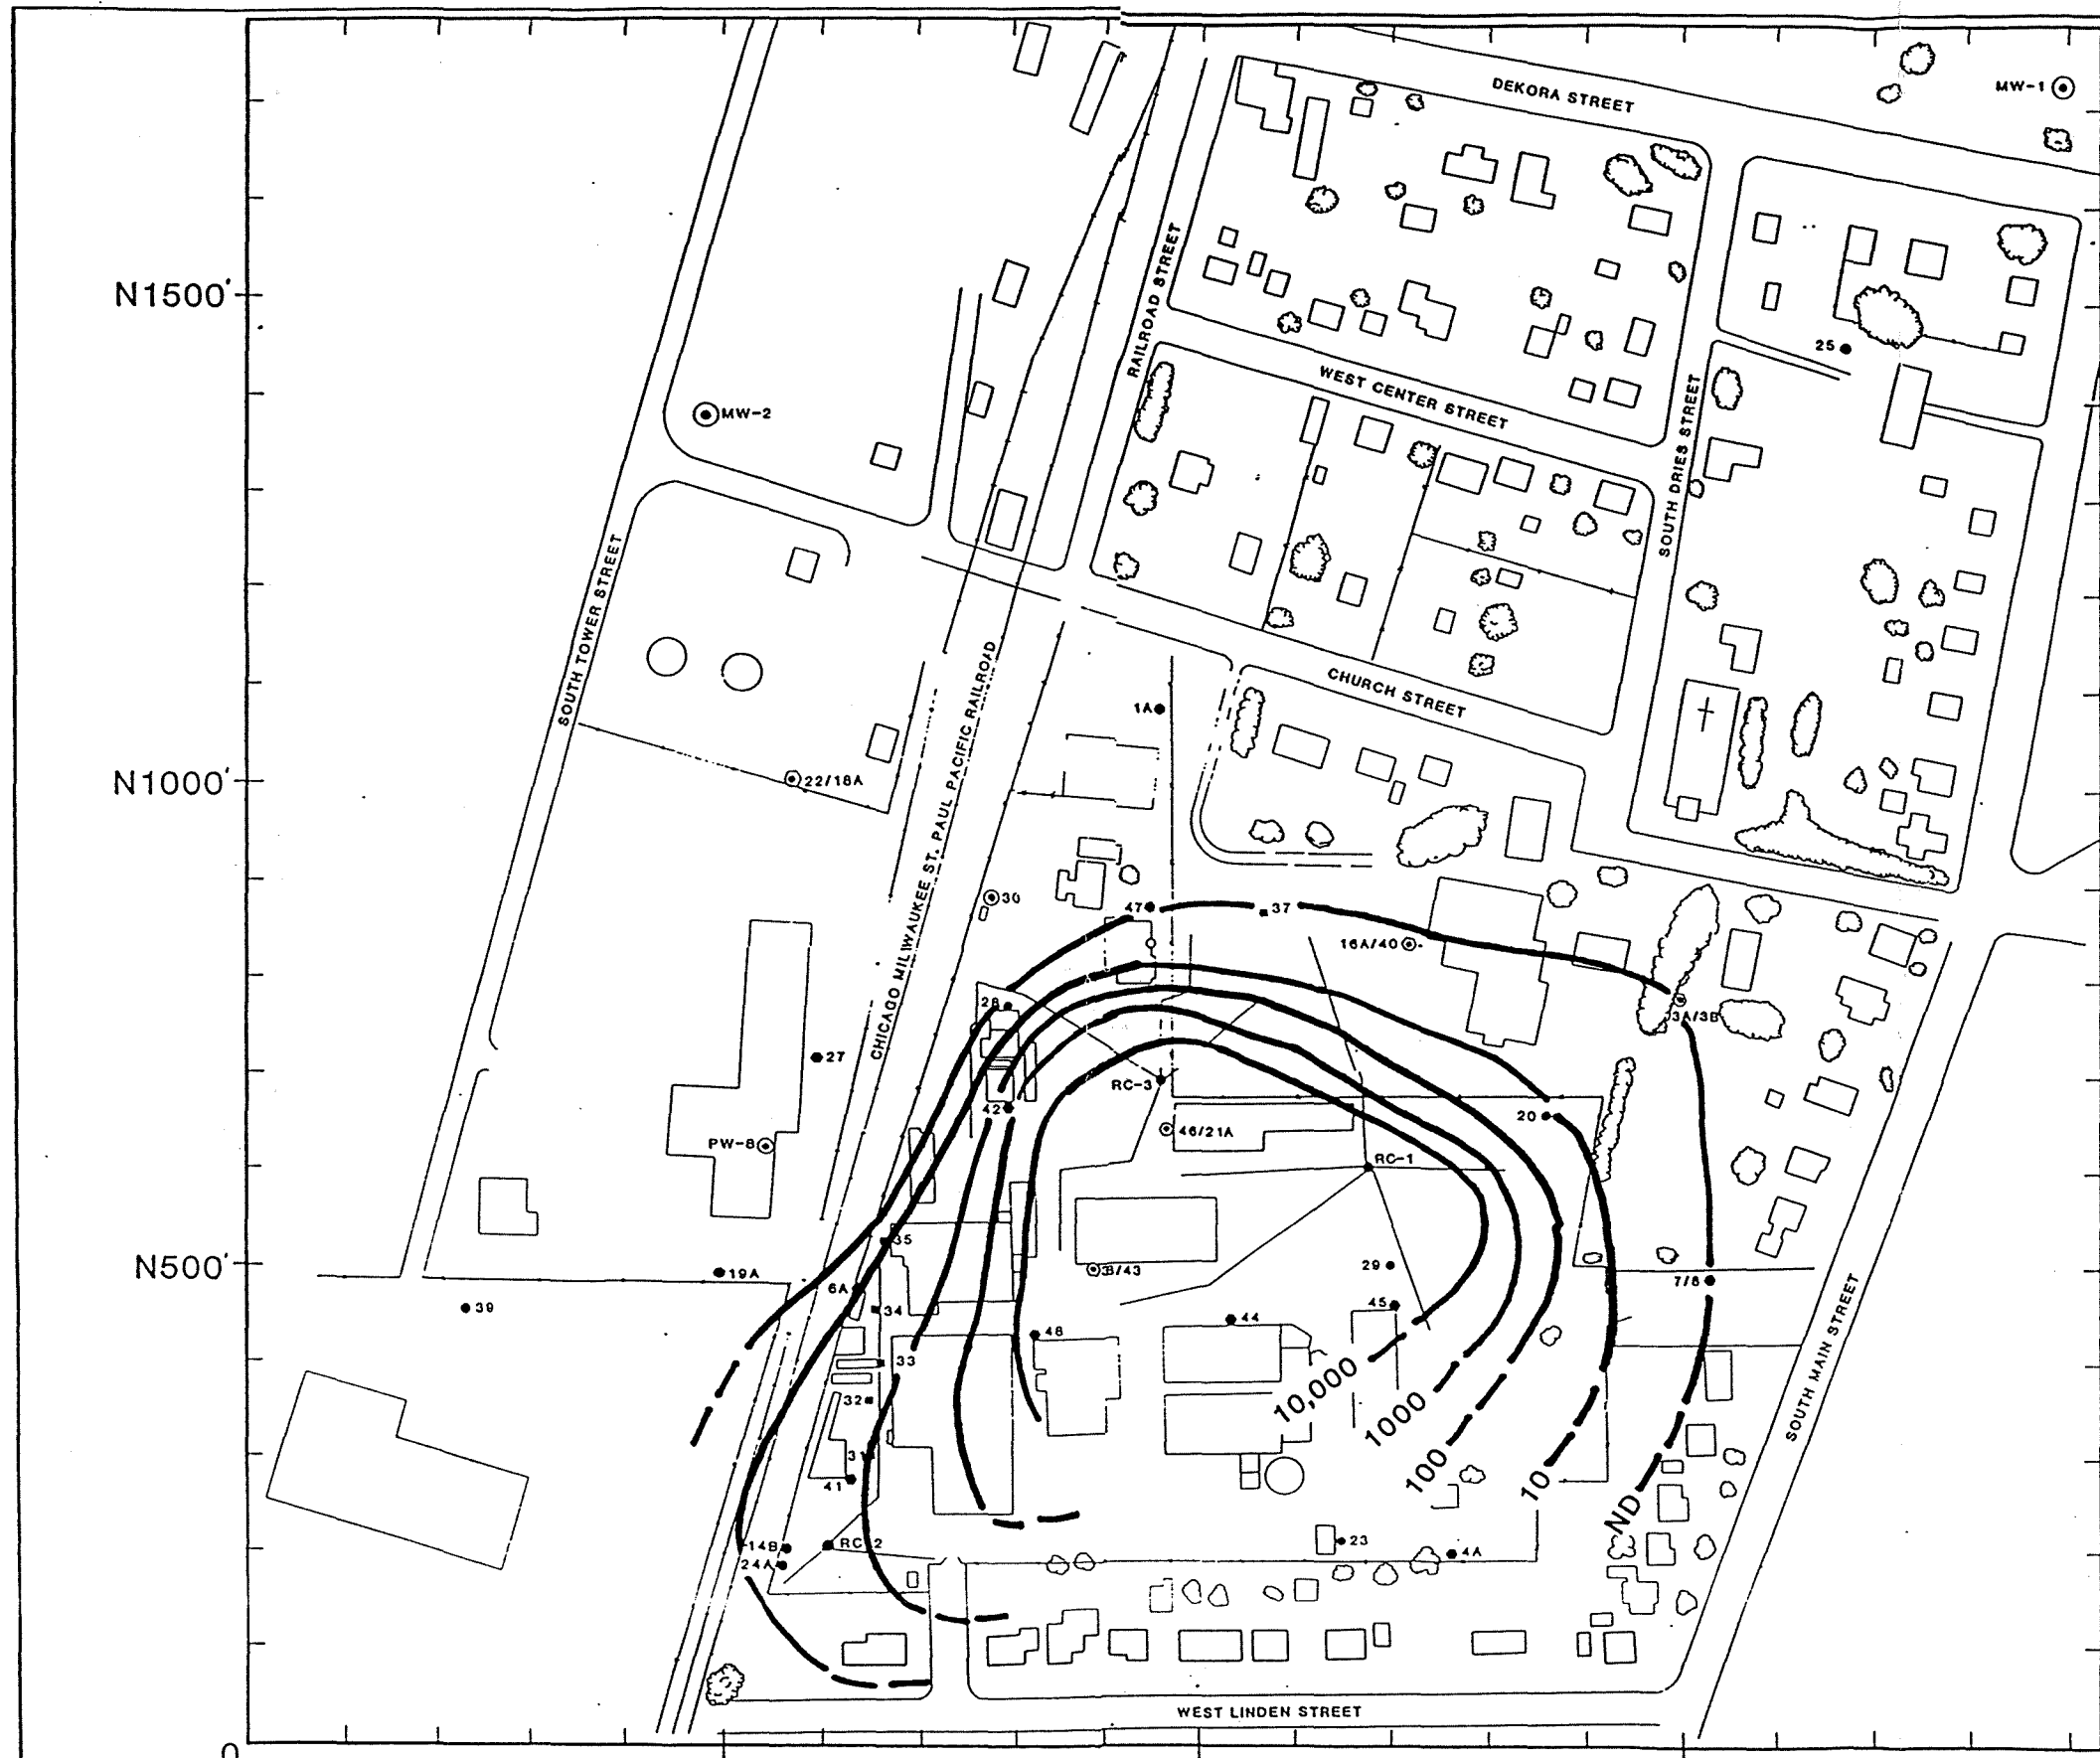 DEKORA STREET
MW-1
N1500'
RAILROAD STREET
25
WEST CENTER STREET
MW-2
SOUTH DRIES STREET
SOUTH TOWER STREET
CHICAGO MILWAUKEE ST. PAUL PACIFIC RAILROAD
CHURCH STREET
1A
N1000'
22/18A
30
47
37
16A/40
28
3A/3B
27
RC-3
42
20
PW-8
46/21A
RC-1
35
N500'
19A
3/43
29
7/8
6A
39
34
45
44
48
SOUTH MAIN STREET
33
10,000
32
1000
31
100
41
10
ND
14B
RC-2
23
4A
24A
WEST LINDEN STREET
0